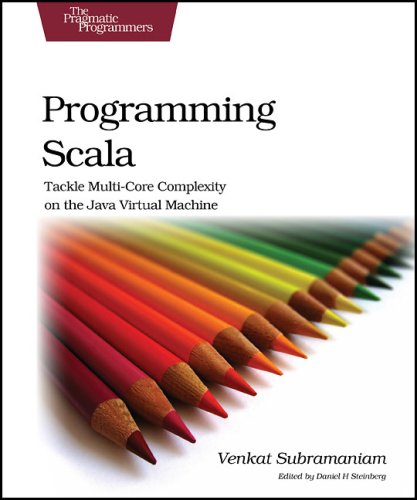 The
Pragmatic
Programmers
Programming
Scala
Tackle Multi-Core Complexity
on the Java Virtual Machine
Venkat Subramaniam
Edited by Daniel H Steinberg